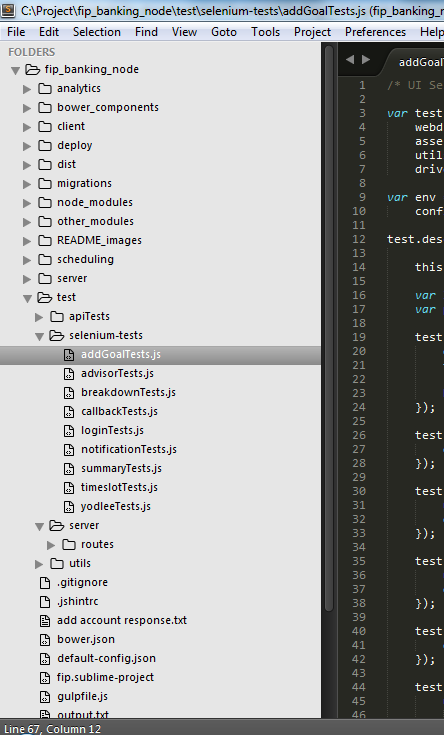 C:\Project\fip_banking_node\test\selenium-tests\addGoalTests.js (fip_banking_
File Edit Selection Find View Goto Tools Project Preferences Help
FOLDERS
fip_banking_node
analytics
bower_components
client
deploy
dist
migrations
node_modules
other_modules
README_images
scheduling
server
test
apiTests
selenium-tests
addGoalTests.js
advisorTests.js
breakdownTests.js
callbackTests.js
loginTests.js
notificationTests.js
summaryTests.js
timeslotTests.js
yodleeTests.js
server
routes
utils
.gitignore
.jshintrc
add account response.txt
bower.json
default-config.json
fip.sublime-project
gulpfile.js
output.txt
addGoal
1 /* UI Se
2
3 var test
4 webd
5 asse
6 util
7 driv
8
9 var env
10 conf
11
12 test.des
13
14 this
15
16 var
17 var
18
19 test
20
21
22
23
24 });
25
26 test
27
28 });
29
30 test
31
32
33 });
34
35 test
36
37
38 });
39
40 test
41
42 });
43
44 test
45
46
Line 67, Column 12